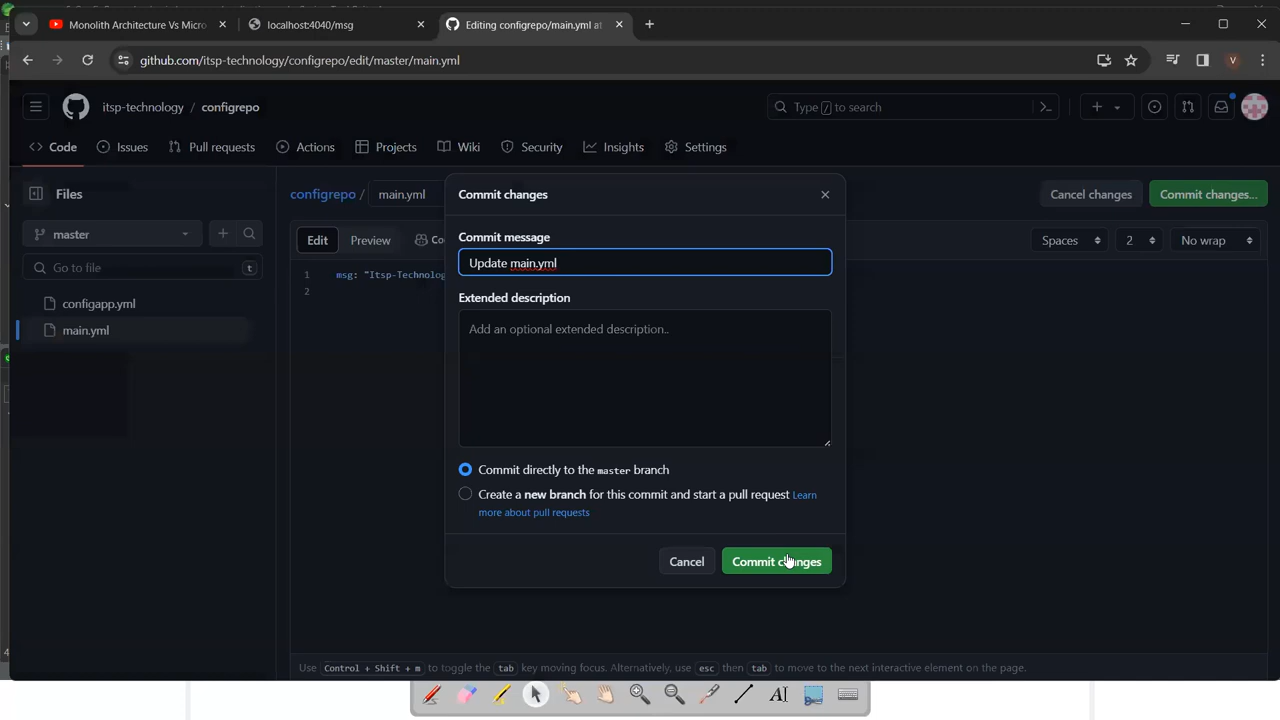 Monolith Architecture Vs Micro
localhost:4040/msg
Editing configrepo/main.yml at
github.com/itsp-technology/configrepo/edit/master/main.yml
V
itsp-technology / configrepo
Type / to search
Code
Issues
Pull requests
Actions
Projects
Wiki
Security
Insights
Settings
Files
configrepo / main.yml
Commit changes
Cancel changes
Commit changes...
master
Edit
Preview
Co
Commit message
Spaces
2
No wrap
Update main.yml
Go to file
t
1
msg: "Itsp-Technolog
2
Extended description
configapp.yml
main.yml
Add an optional extended description..
Commit directly to the master branch
Create a new branch for this commit and start a pull request Learn
more about pull requests
Cancel
Commit changes
Use Control + Shift + m to toggle the tab key moving focus. Alternatively, use esc then tab to move to the next interactive element on the page.
AI